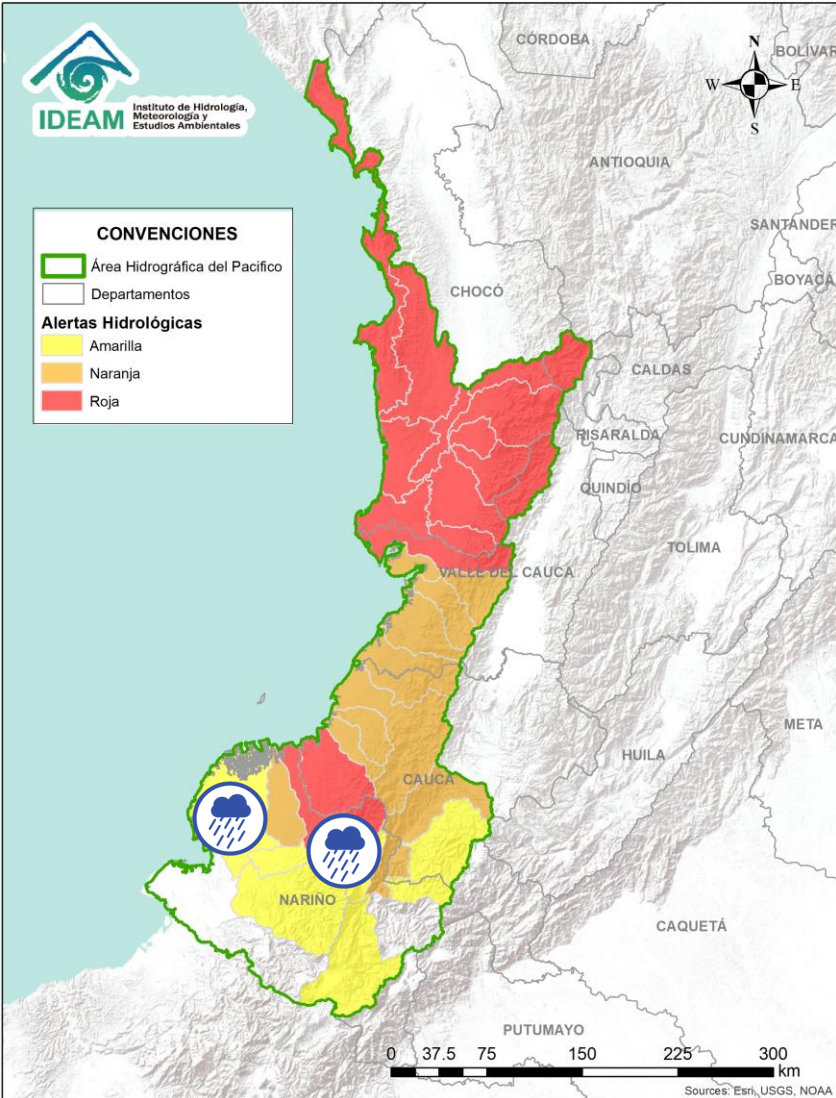 CÓRDOBA
BOLÍVAR
N
W
E
S
IDEAM
Instituto de Hidrología,
Meteorología y
Estudios Ambientales
ANTIOQUIA
SANTANDER
BOYACÁ
CONVENCIONES
Área Hidrográfica del Pacifico
Departamentos
Alertas Hidrológicas
Amarilla
Naranja
Roja
CHOCÓ
CALDAS
RISARALDA
CUNDINAMARCA
QUINDÍO
TOLIMA
VALLE DEL CAUCA
META
HUILA
CAUCA
NARIÑO
CAQUETÁ
PUTUMAYO
0 37.5 75 150 225 300
km
Sources: Esri, USGS, NOAA